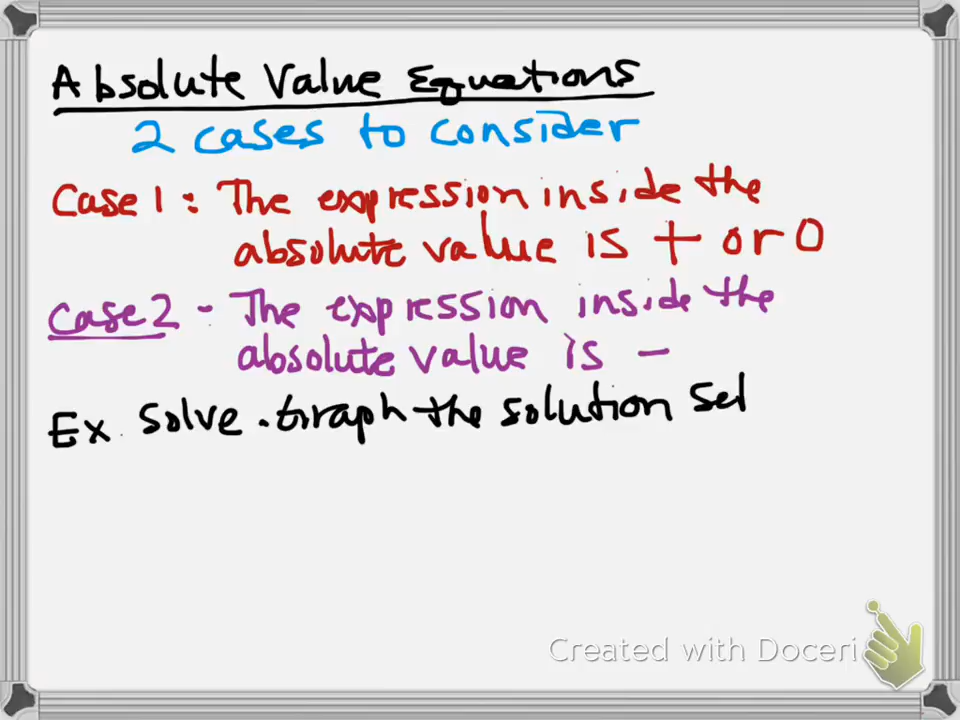 Absolute Value Equations
2 cases to consider
Case 1: The expression inside the
absolute value is + or 0
Case 2 - The expression inside the
absolute value is -
Ex Solve. Graph the solution set
Created with Doceri